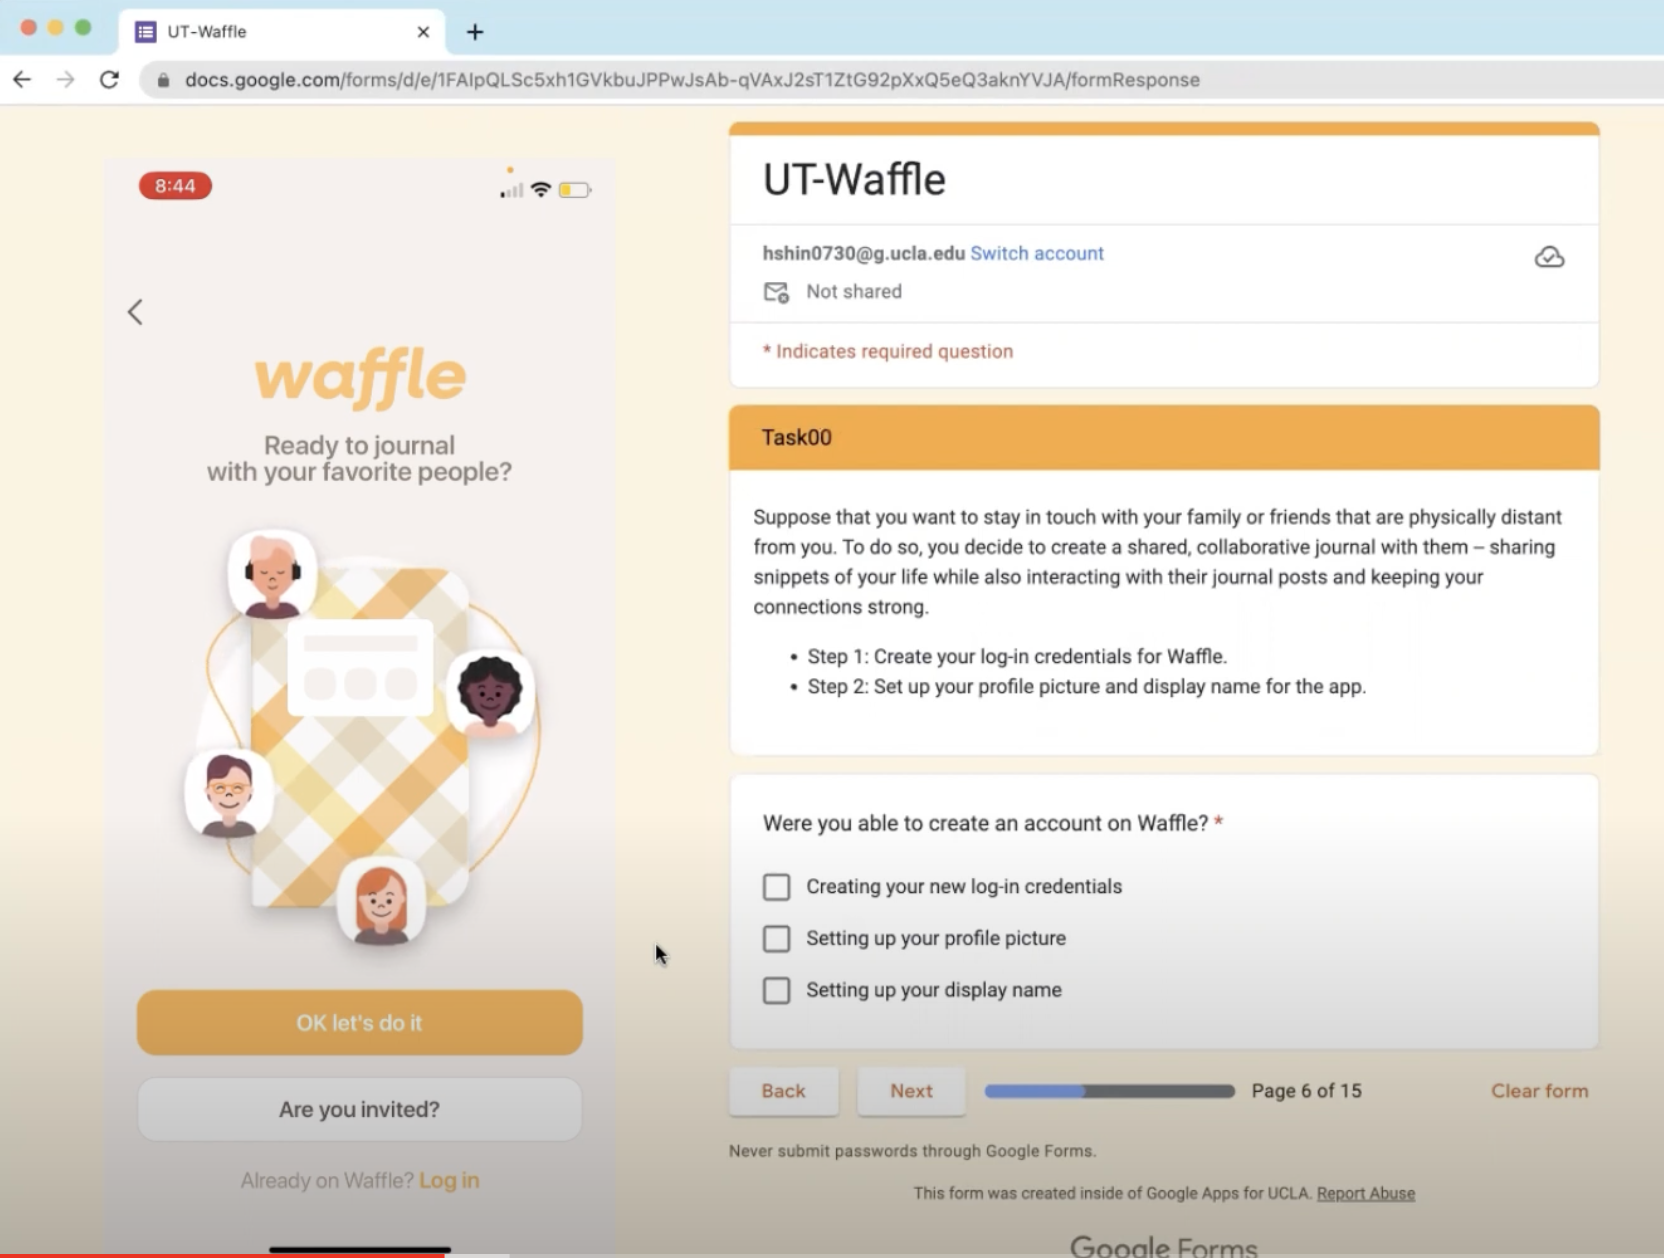 UT-Waffle
docs.google.com/forms/d/e/1FAIpQLSc5xh1GVkbuJPPwJsAb-qVAxJ2sT1ZtG92pXxQ5eQ3aknYVJA/formResponse
8:44
waffle
Ready to journal
with your favorite people?
OK let's do it
Are you invited?
Already on Waffle? Log in
UT-Waffle
hshin0730@g.ucla.edu Switch account
Not shared
* Indicates required question
Task00
Suppose that you want to stay in touch with your family or friends that are physically distant
from you. To do so, you decide to create a shared, collaborative journal with them – sharing
snippets of your life while also interacting with their journal posts and keeping your
connections strong.
• Step 1: Create your log-in credentials for Waffle.
• Step 2: Set up your profile picture and display name for the app.
Were you able to create an account on Waffle? *
Creating your new log-in credentials
Setting up your profile picture
Setting up your display name
Back
Next
Page 6 of 15
Clear form
Never submit passwords through Google Forms.
This form was created inside of Google Apps for UCLA. Report Abuse
Google Forms